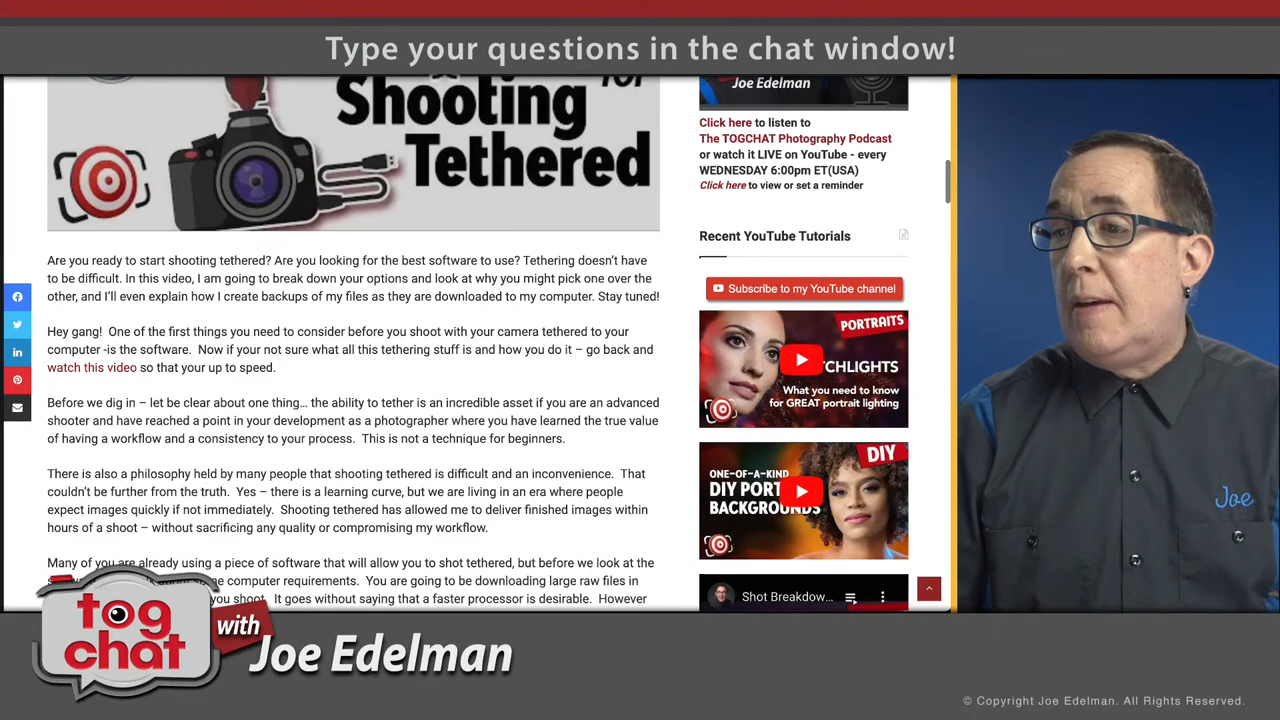 Type your questions in the chat window!
for
Shooting
Tethered
Are you ready to start shooting tethered? Are you looking for the best software to use? Tethering doesn't have
to be difficult. In this video, I am going to break down your options and look at why you might pick one over the
other, and I'll even explain how I create backups of my files as they are downloaded to my computer. Stay tuned!
Hey gang! One of the first things you need to consider before you shoot with your camera tethered to your
computer -is the software. Now if your not sure what all this tethering stuff is and how you do it – go back and
watch this video so that your up to speed.
Before we dig in – let be clear about one thing… the ability to tether is an incredible asset if you are an advanced
shooter and have reached a point in your development as a photographer where you have learned the true value
of having a workflow and a consistency to your process. This is not a technique for beginners.
There is also a philosophy held by many people that shooting tethered is difficult and an inconvenience. That
couldn't be further from the truth. Yes – there is a learning curve, but we are living in an era where people
expect images quickly if not immediately. Shooting tethered has allowed me to deliver finished images within
hours of a shoot – without sacrificing any quality or compromising my workflow.
Many of you are already using a piece of software that will allow you to shot tethered, but before we look at the
computer requirements. You are going to be downloading large raw files in
you shoot. It goes without saying that a faster processor is desirable. However
Joe Edelman
Click here to listen to
The TOGCHAT Photography Podcast
or watch it LIVE on YouTube - every
WEDNESDAY 6:00pm ET(USA)
Click here to view or set a reminder
Recent YouTube Tutorials
Subscribe to my YouTube channel
PORTRAITS
CHLIGHTS
What you need to know
for GREAT portrait lighting
DIY
ONE-OF-A-KIND
DIY PORT
BACKGROUNDS
Shot Breakdow...
Joe
tog
chat
with
Joe Edelman
© Copyright Joe Edelman. All Rights Reserved.